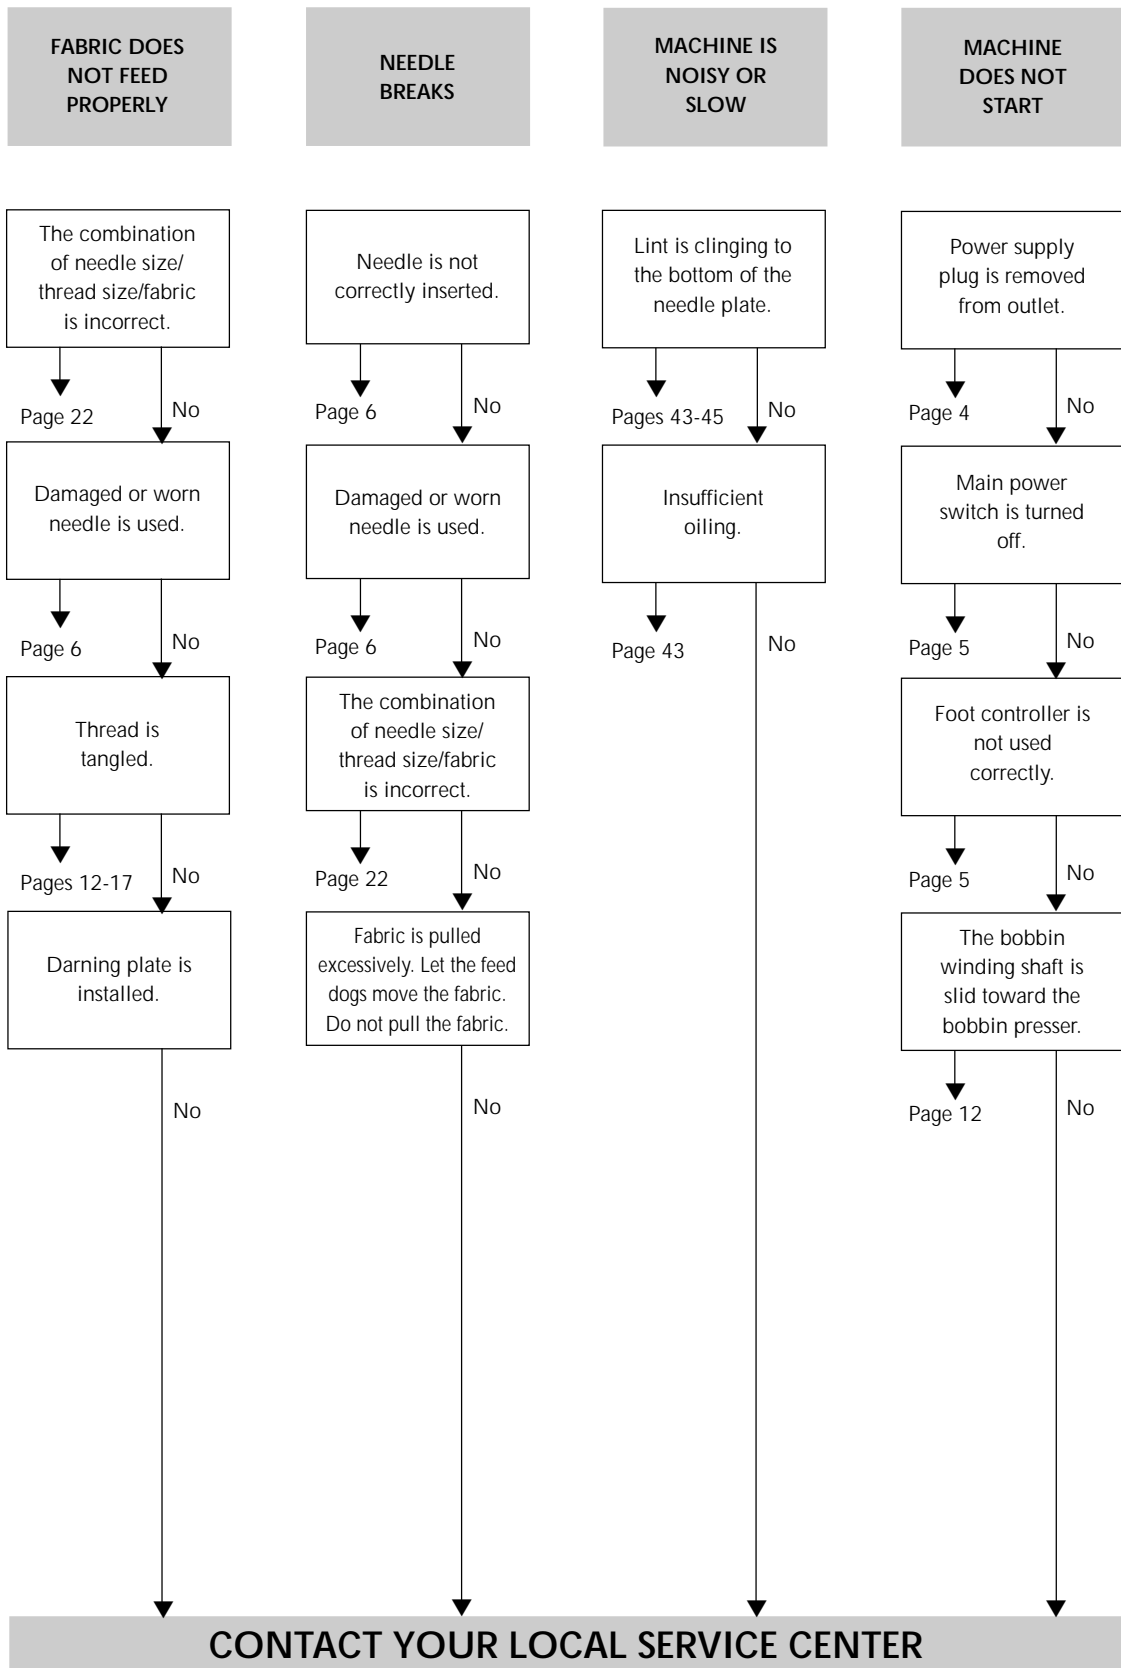 FABRIC DOES
NOT FEED
PROPERLY
The combination
of needle size/
thread size/fabric
is incorrect.
Page 22
No
Damaged or worn
needle is used.
Page 6
No
Thread is
tangled.
Pages 12-17
No
Darning plate is
installed.
No
NEEDLE
BREAKS
Needle is not
correctly inserted.
Page 6
No
Damaged or worn
needle is used.
Page 6
No
The combination
of needle size/
thread size/fabric
is incorrect.
Page 22
No
Fabric is pulled
excessively. Let the feed
dogs move the fabric.
Do not pull the fabric.
No
MACHINE IS
NOISY OR
SLOW
Lint is clinging to
the bottom of the
needle plate.
Pages 43-45
No
Insufficient
oiling.
Page 43
No
MACHINE
DOES NOT
START
Power supply
plug is removed
from outlet.
Page 4
No
Main power
switch is turned
off.
Page 5
No
Foot controller is
not used
correctly.
Page 5
No
The bobbin
winding shaft is
slid toward the
bobbin presser.
Page 12
No
CONTACT YOUR LOCAL SERVICE CENTER